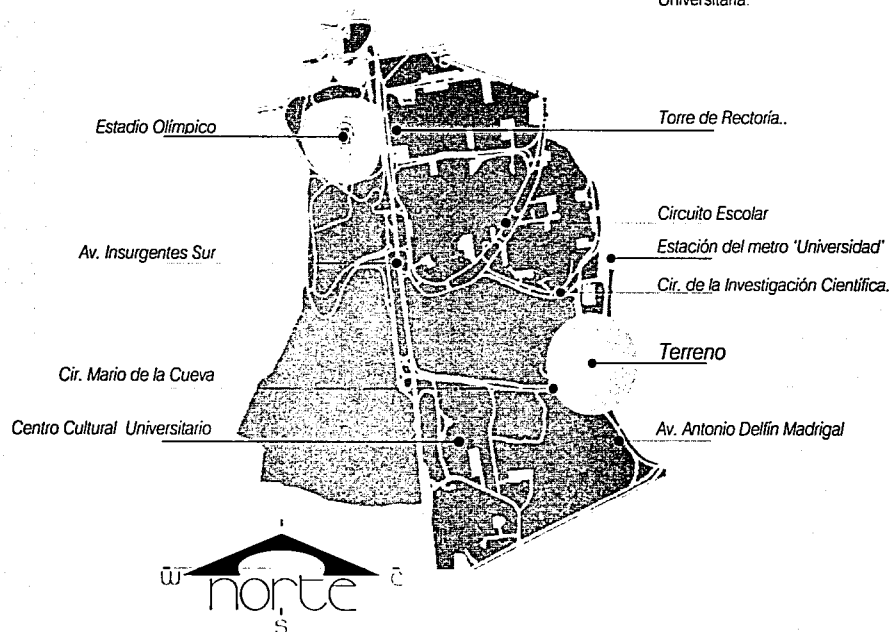 Universitaria.
Estadio Olímpico
Torre de Rectoría..
Circuito Escolar
Av. Insurgentes Sur
Estación del metro 'Universidad'
Cir. de la Investigación Científica.
Terreno
Cir. Mario de la Cueva
Centro Cultural Universitario
Av. Antonio Delfín Madrigal
W
norte
S